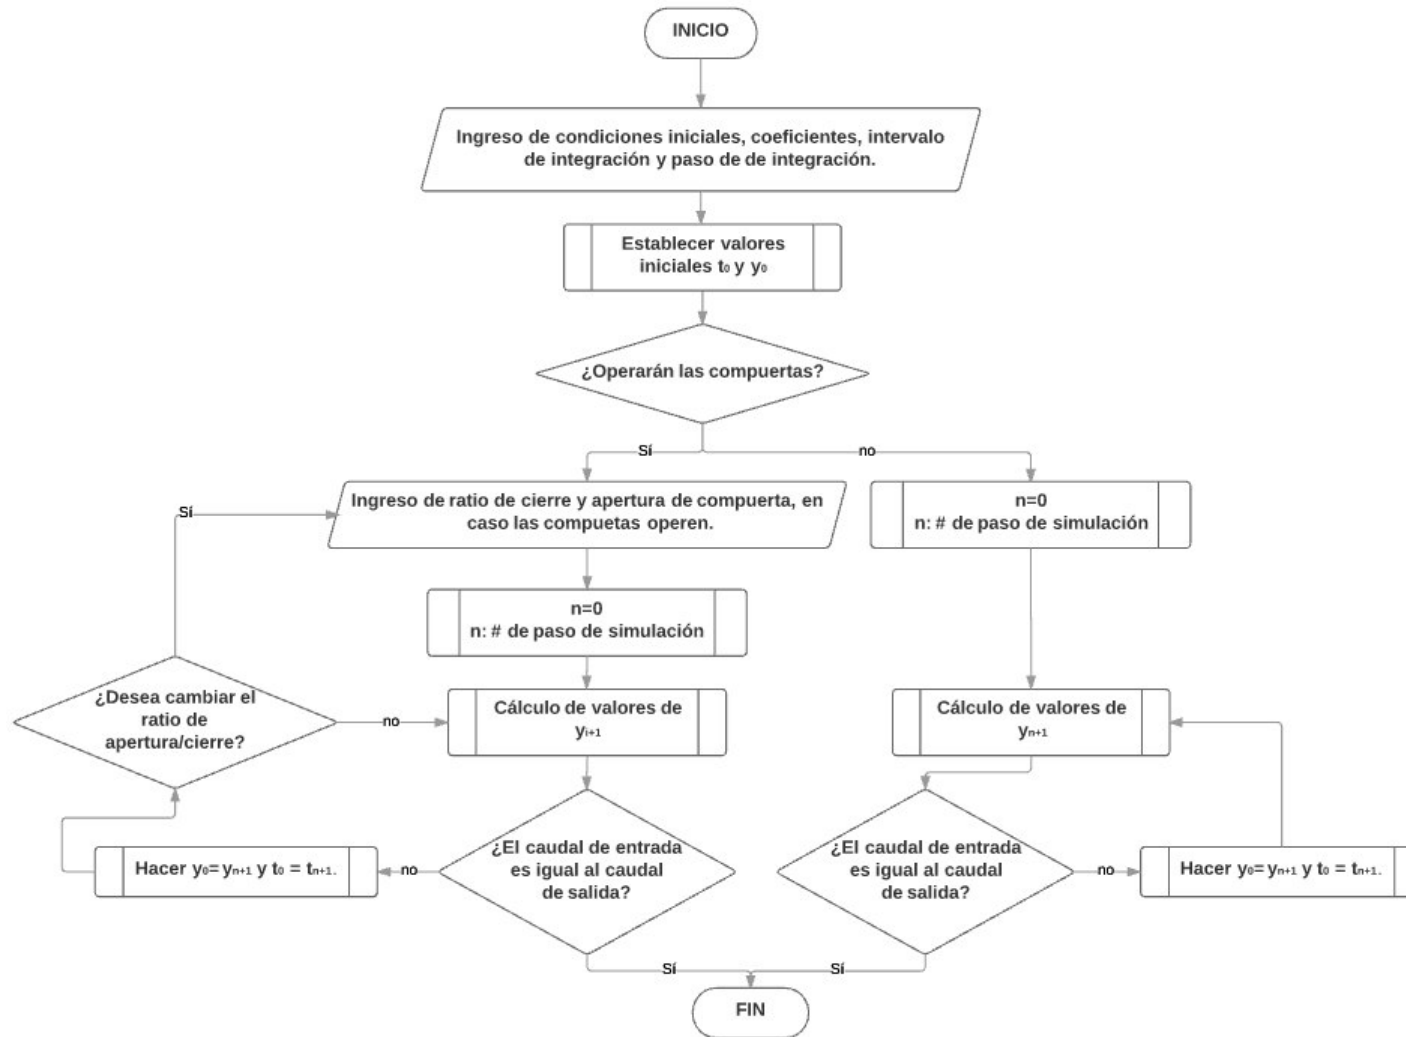 INICIO
Ingreso de condiciones iniciales, coeficientes, intervalo
de integración y paso de de integración.
Establecer valores
iniciales t₀ y y₀
¿Operarán las compuertas?
Sí
no
Ingreso de ratio de cierre y apertura de compuerta, en
caso las compuetas operen.
n=0
n: # de paso de simulación
Sí
n=0
n: # de paso de simulación
¿Desea cambiar el
ratio de
apertura/cierre?
no
Cálculo de valores de
yᵢ₊₁
Cálculo de valores de
yₙ₊₁
Hacer y₀= yₙ₊₁ y t₀ = tₙ₊₁.
no
¿El caudal de entrada
es igual al caudal
de salida?
¿El caudal de entrada
es igual al caudal
de salida?
no
Hacer y₀= yₙ₊₁ y t₀ = tₙ₊₁.
Sí
Sí
FIN